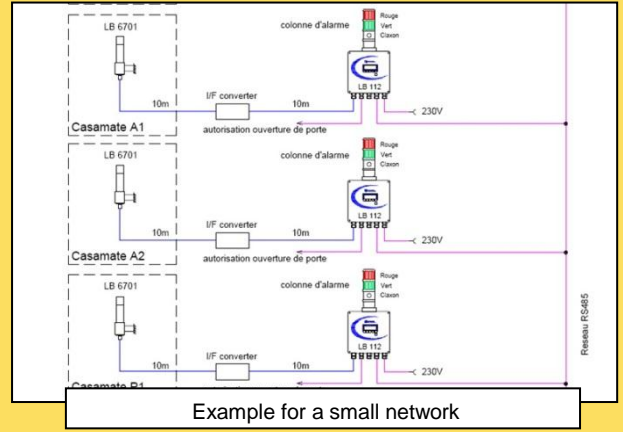 LB 6701
colonne d'alarme
Rouge
Vert
Claxon
LB 112
10m
I/F converter
10m
230V
Casamate A1
autorisation ouverture de porte
LB 6701
colonne d'alarme
Rouge
Vert
Claxon
LB 112
10m
I/F converter
10m
230V
Casamate A2
autorisation ouverture de porte
LB 6701
colonne d'alarme
Rouge
Vert
Claxon
LB 112
10m
I/F converter
10m
230V
Reseau RS485
Example for a small network